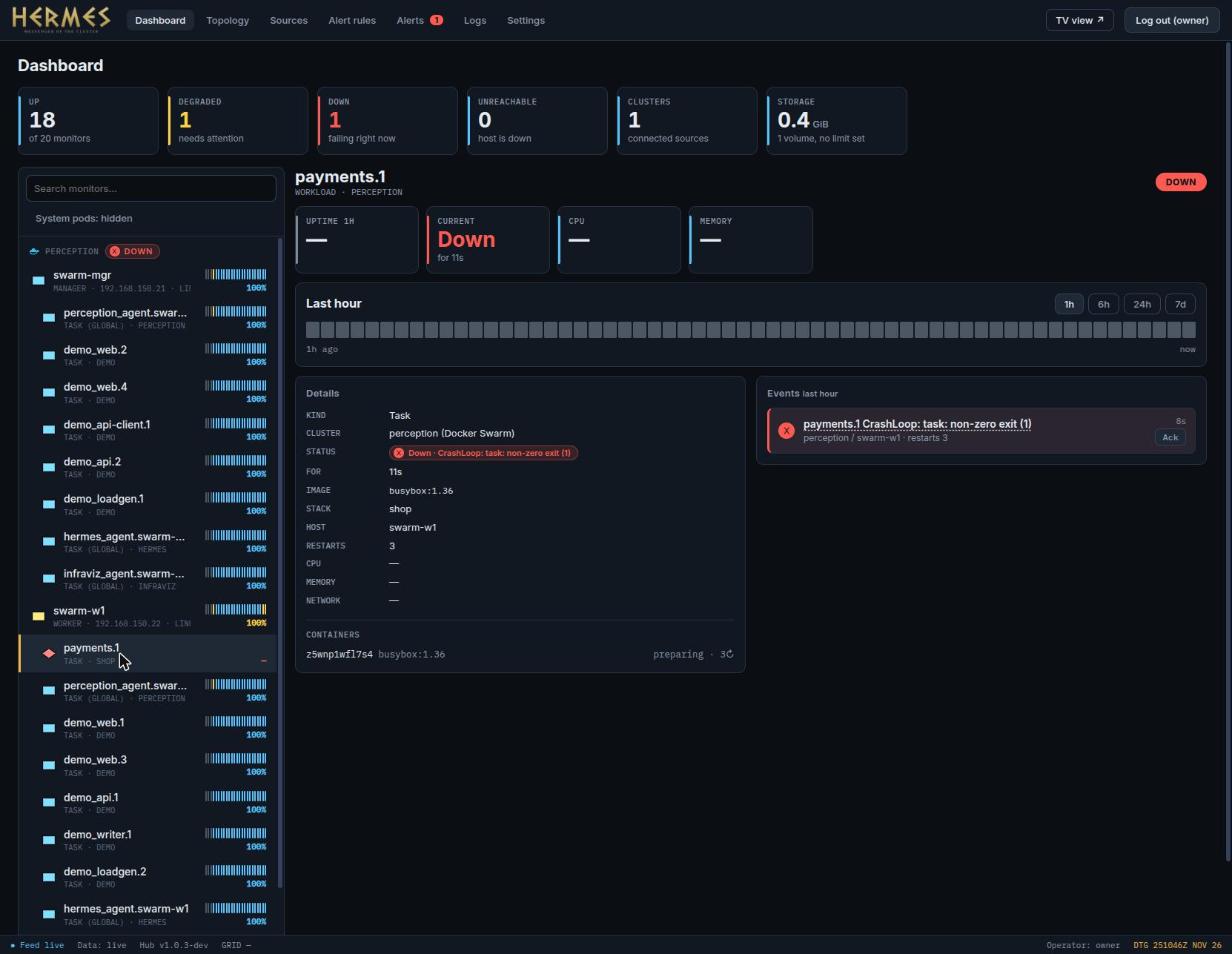 HERMES
MESSENGER OF THE CLUSTER
Dashboard
Topology
Sources
Alert rules
Alerts 1
Logs
Settings
TV view ↗
Log out (owner)
Dashboard
UP
18
of 20 monitors
DEGRADED
1
needs attention
DOWN
1
failing right now
UNREACHABLE
0
host is down
CLUSTERS
1
connected sources
STORAGE
0.4 GiB
1 volume, no limit set
Search monitors...
System pods: hidden
PERCEPTION X DOWN
swarm-mgr
MANAGER · 192.168.150.21 · LI
100%
perception_agent.swar...
TASK (GLOBAL) · PERCEPTION
100%
demo_web.2
TASK · DEMO
100%
demo_web.4
TASK · DEMO
100%
demo_api-client.1
TASK · DEMO
100%
demo_api.2
TASK · DEMO
100%
demo_loadgen.1
TASK · DEMO
100%
hermes_agent.swarm-...
TASK (GLOBAL) · HERMES
100%
infraviz_agent.swarm-...
TASK (GLOBAL) · INFRAVIZ
100%
swarm-w1
WORKER · 192.168.150.22 · LIN
100%
payments.1
TASK · SHOP
—
perception_agent.swar...
TASK (GLOBAL) · PERCEPTION
100%
demo_web.1
TASK · DEMO
100%
demo_web.3
TASK · DEMO
100%
demo_api.1
TASK · DEMO
100%
demo_writer.1
TASK · DEMO
100%
demo_loadgen.2
TASK · DEMO
100%
hermes_agent.swarm-w1
TASK (GLOBAL) · HERMES
100%
payments.1
WORKLOAD · PERCEPTION
DOWN
UPTIME 1H
—
CURRENT
Down
for 11s
CPU
—
MEMORY
—
Last hour
1h
6h
24h
7d
1h ago
now
Details
KIND Task
CLUSTER perception (Docker Swarm)
STATUS X Down · CrashLoop: task: non-zero exit (1)
FOR 11s
IMAGE busybox:1.36
STACK shop
HOST swarm-w1
RESTARTS 3
CPU —
MEMORY —
NETWORK —
CONTAINERS
z5wnp1wfl7s4 busybox:1.36 preparing · 3↻
Events last hour
X
payments.1 CrashLoop: task: non-zero exit (1)
perception / swarm-w1 · restarts 3
8s
Ack
● Feed live
Data: live
Hub v1.0.3-dev
GRID —
Operator: owner
DTG 251046Z NOV 26